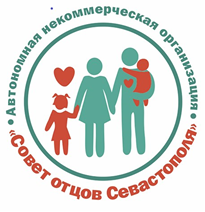 Автономная некоммерческая организация
«Совет отцов Севастополя»